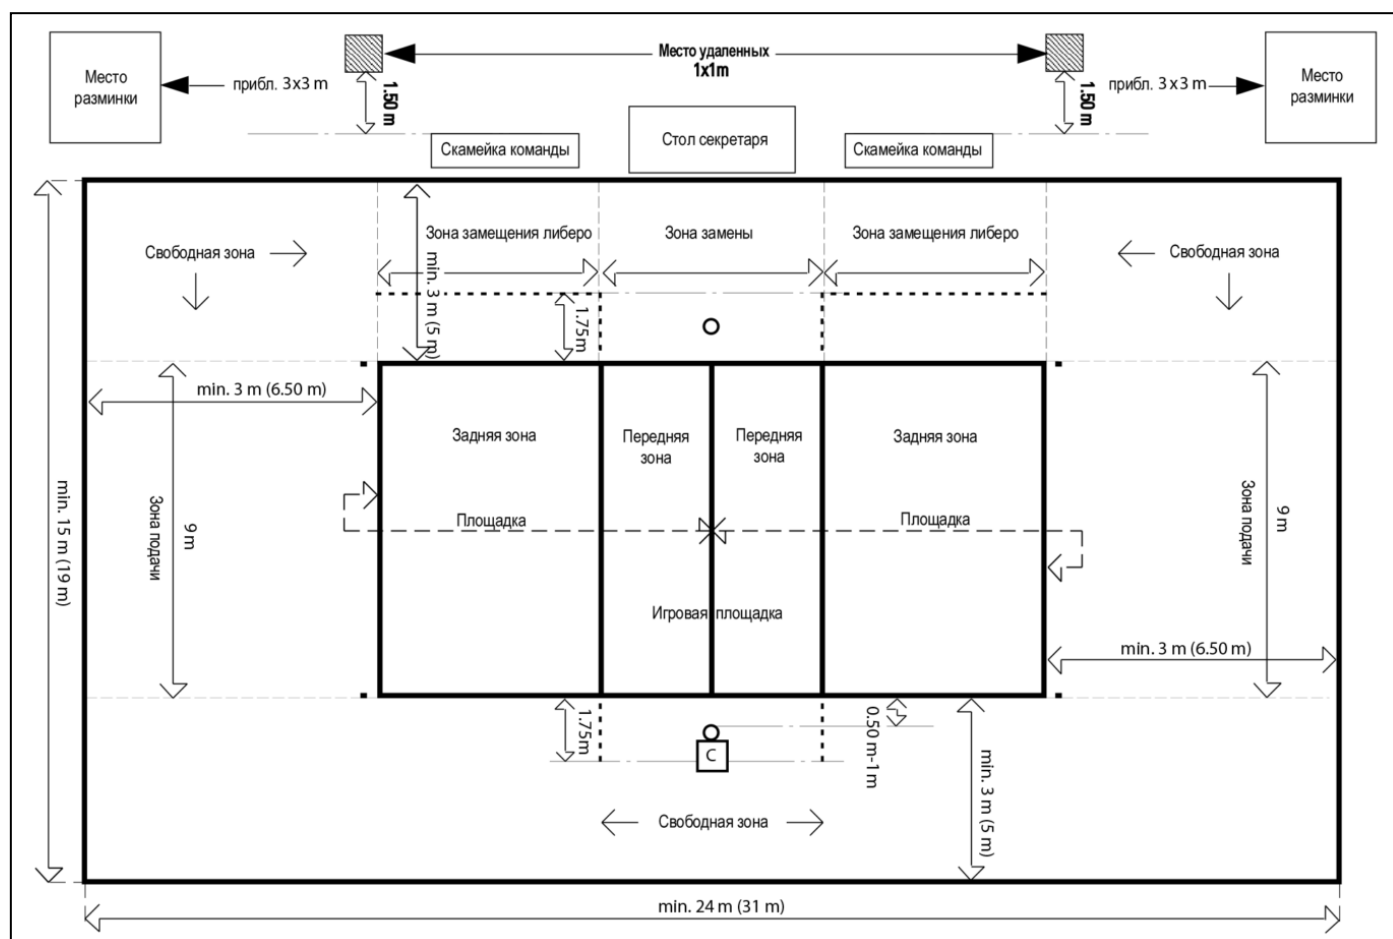 Место
разминки
прибл. 3x3 m
Место удаленных
1x1m
прибл. 3x3 m
Место
разминки
1.50 m
1.50 m
Скамейка команды
Стол секретаря
Скамейка команды
Свободная зона
Зона замещения либеро
Зона замены
Зона замещения либеро
Свободная зона
min. 3 m (5 m)
1.75m
min. 3 m (6.50 m)
Задняя зона
Передняя
зона
Передняя
зона
Задняя зона
min. 15 m (19 m)
Зона подачи
9 m
Площадка
Площадка
Зона подачи
9 m
Игровая площадка
min. 3 m (6.50 m)
1.75m
C
0.50 m-1m
min. 3 m (5 m)
Свободная зона
min. 24 m (31 m)